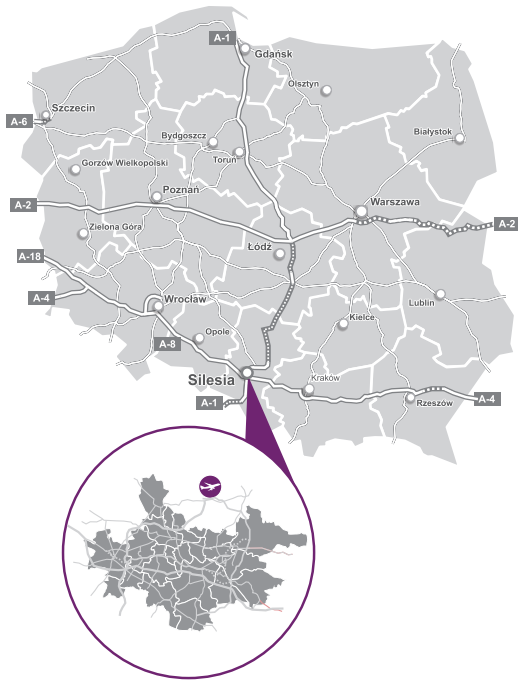 A-1
Gdańsk
Olsztyn
Szczecin
A-6
Białystok
Bydgoszcz
Toruń
Gorzów Wielkopolski
Poznań
Warszawa
A-2
A-2
Zielona Góra
Łódź
A-18
A-4
Wrocław
Lublin
Kielce
Opole
A-8
Silesia
Kraków
A-1
Rzeszów
A-4